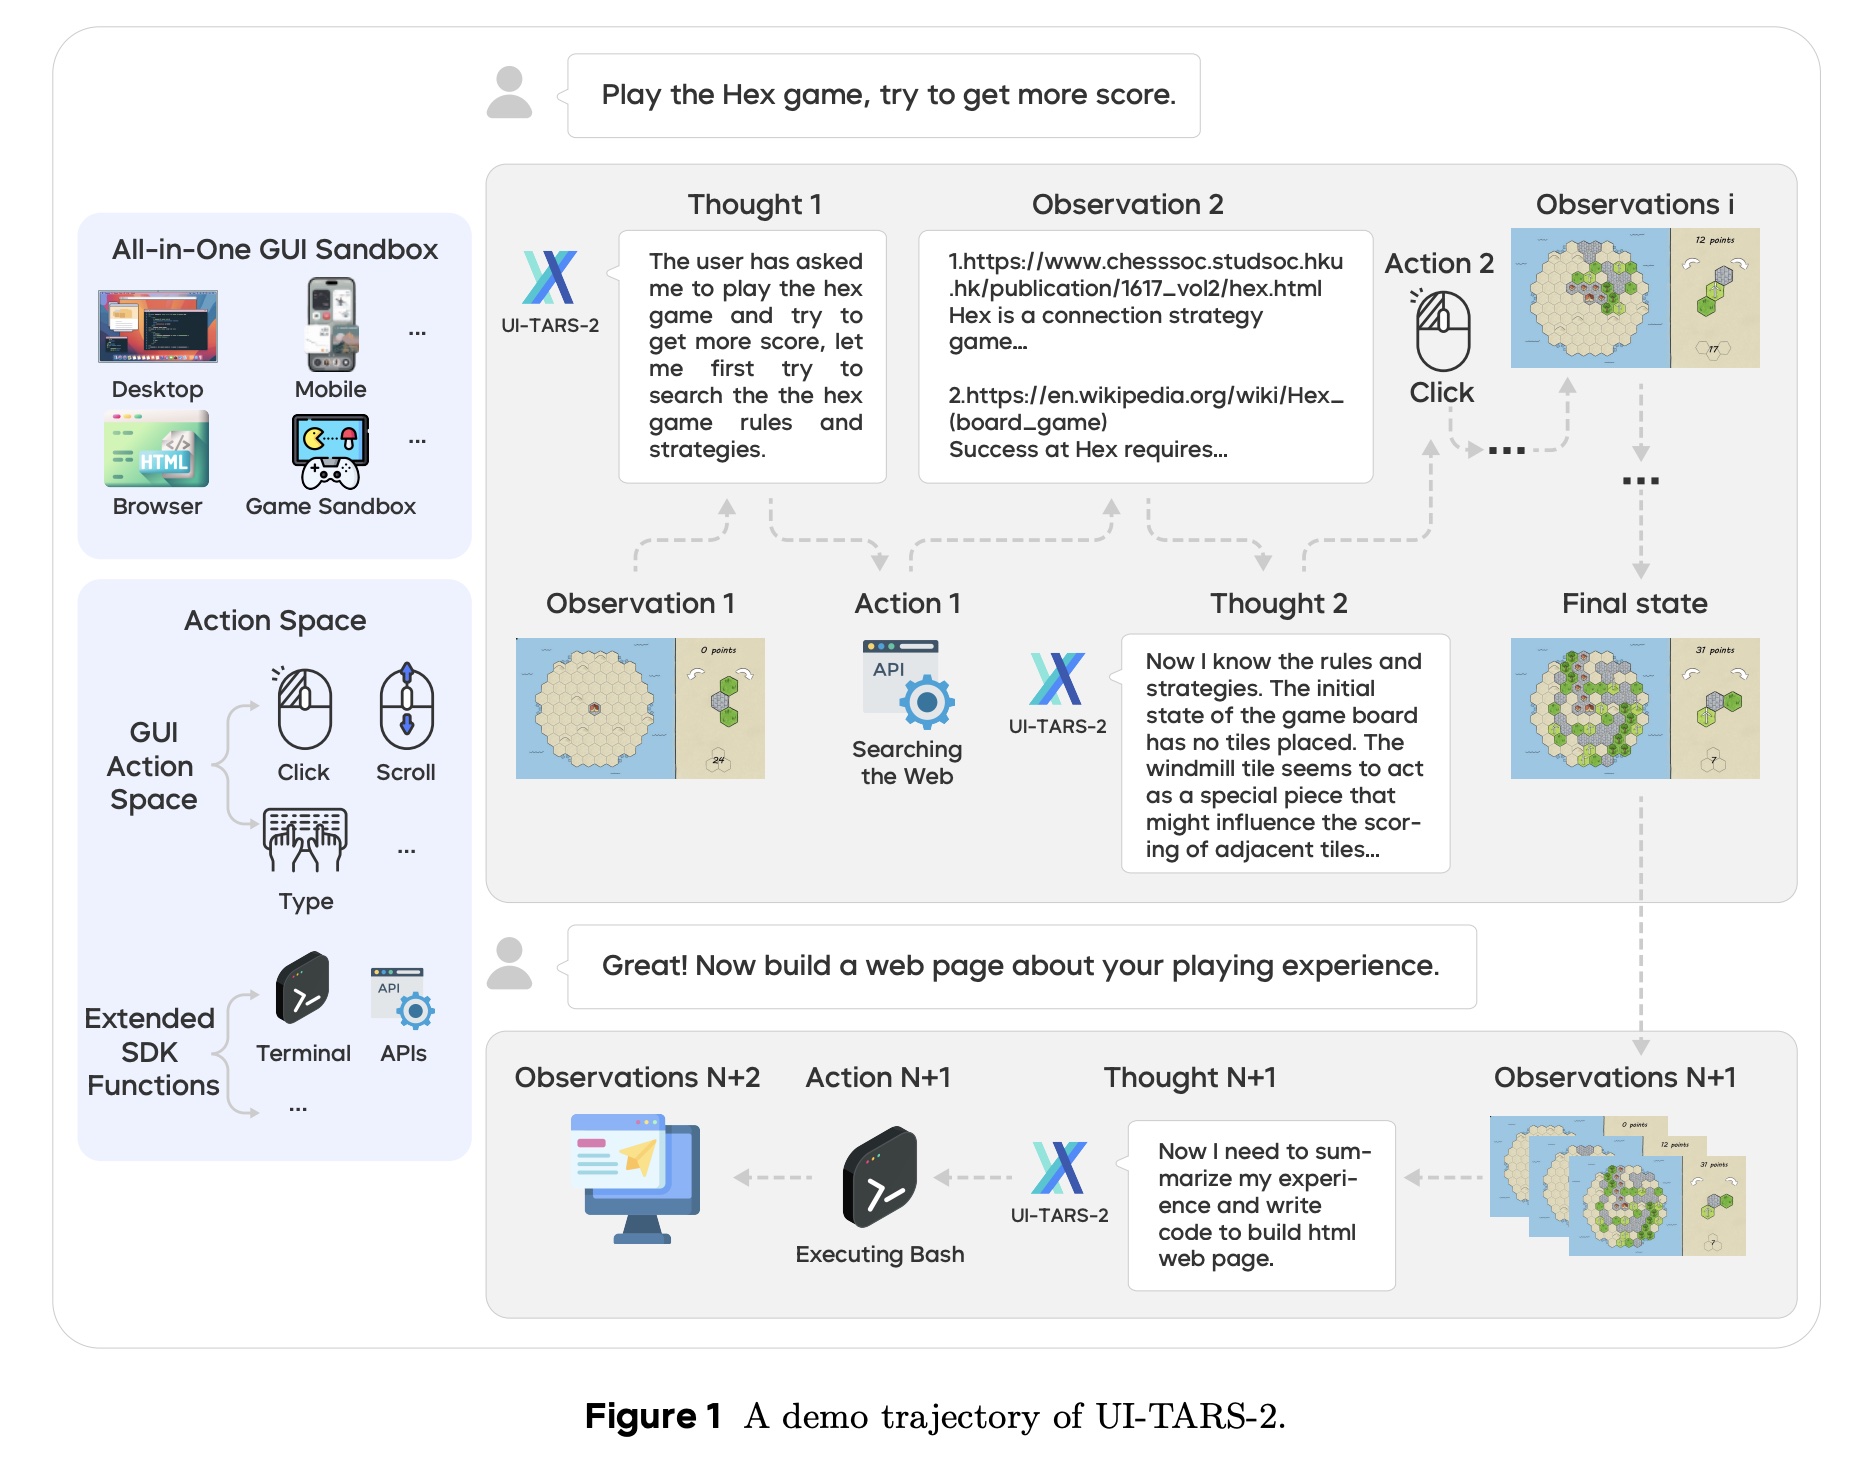 Play the Hex game, try to get more score.
All-in-One GUI Sandbox
Desktop
Mobile
...
HTML
Browser
Game Sandbox
...
Action Space
GUI
Action
Space
Click
Scroll
Type
...
Extended
SDK
Functions
Terminal
API
APIs
...
Observation 1
0 points
24
Thought 1
UI-TARS-2
The user has asked
me to play the hex
game and try to
get more score, let
me first try to
search the the hex
game rules and
strategies.
Action 1
API
Searching
the Web
Observation 2
1.https://www.chesssoc.studsoc.hku
.hk/publication/1617_vol2/hex.html
Hex is a connection strategy
game...
2.https://en.wikipedia.org/wiki/Hex_
(board_game)
Success at Hex requires...
Thought 2
UI-TARS-2
Now I know the rules and
strategies. The initial
state of the game board
has no tiles placed. The
windmill tile seems to act
as a special piece that
might influence the scor-
ing of adjacent tiles...
Action 2
Click
...
Observations i
12 points
17
...
Final state
31 points
7
Great! Now build a web page about your playing experience.
Observations N+1
0 points
12 points
31 points
7
Thought N+1
UI-TARS-2
Now I need to sum-
marize my experi-
ence and write
code to build html
web page.
Action N+1
Executing Bash
Observations N+2
Figure 1 A demo trajectory of UI-TARS-2.